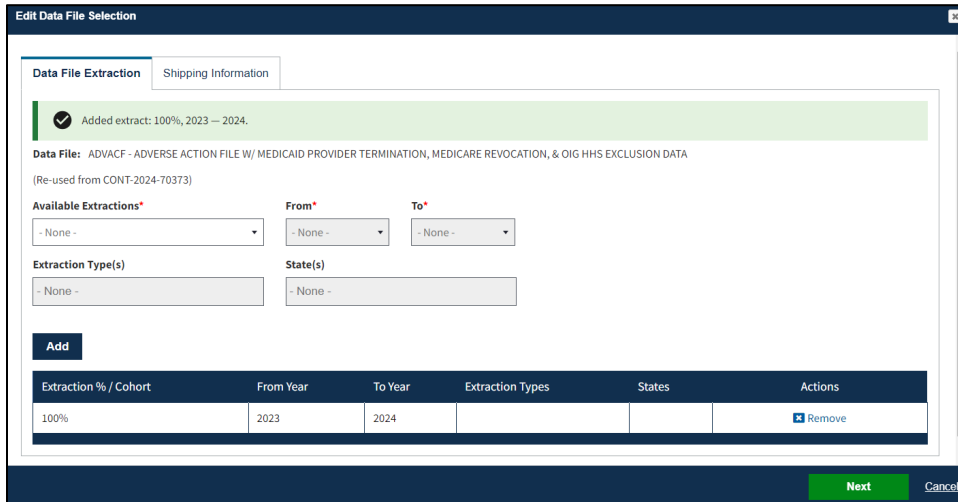 Edit Data File Selection
Data File Extraction Shipping Information
Added extract: 100%, 2023 — 2024.
Data File: ADVACF - ADVERSE ACTION FILE W/ MEDICAID PROVIDER TERMINATION, MEDICARE REVOCATION, & OIG HHS EXCLUSION DATA
(Re-used from CONT-2024-70373)
Available Extractions* From* To*
- None - - None - - None -
Extraction Type(s) State(s)
- None - - None -
Add
Extraction % / Cohort From Year To Year Extraction Types States Actions
100% 2023 2024 Remove
Next Cancel